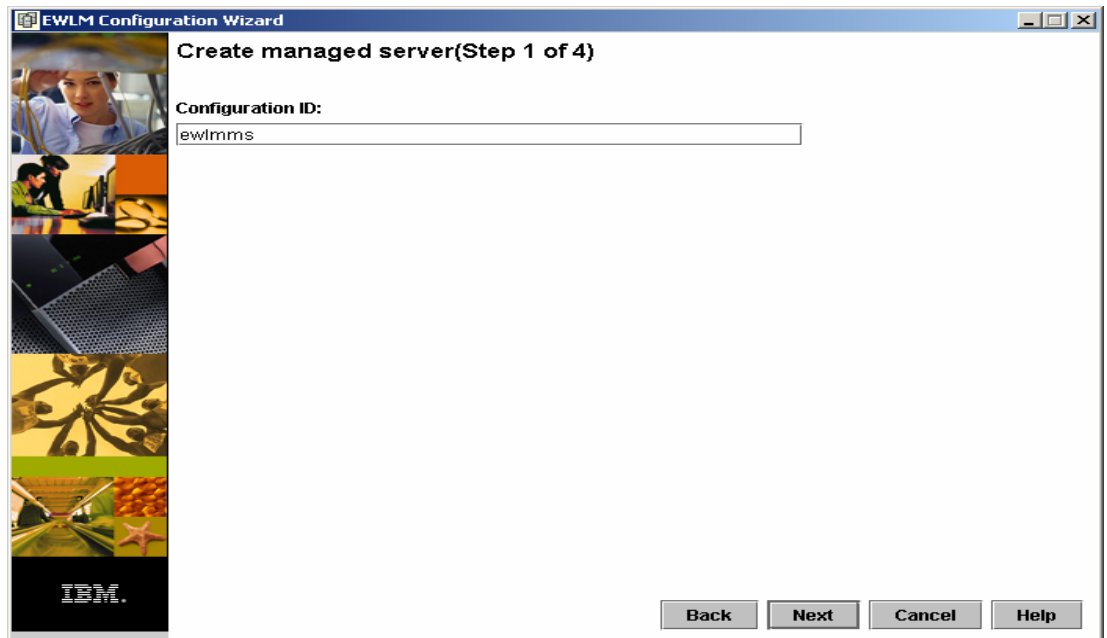 EWLM Configuration Wizard
Create managed server(Step 1 of 4)
Configuration ID:
ewlmms
IBM.
Back Next Cancel Help